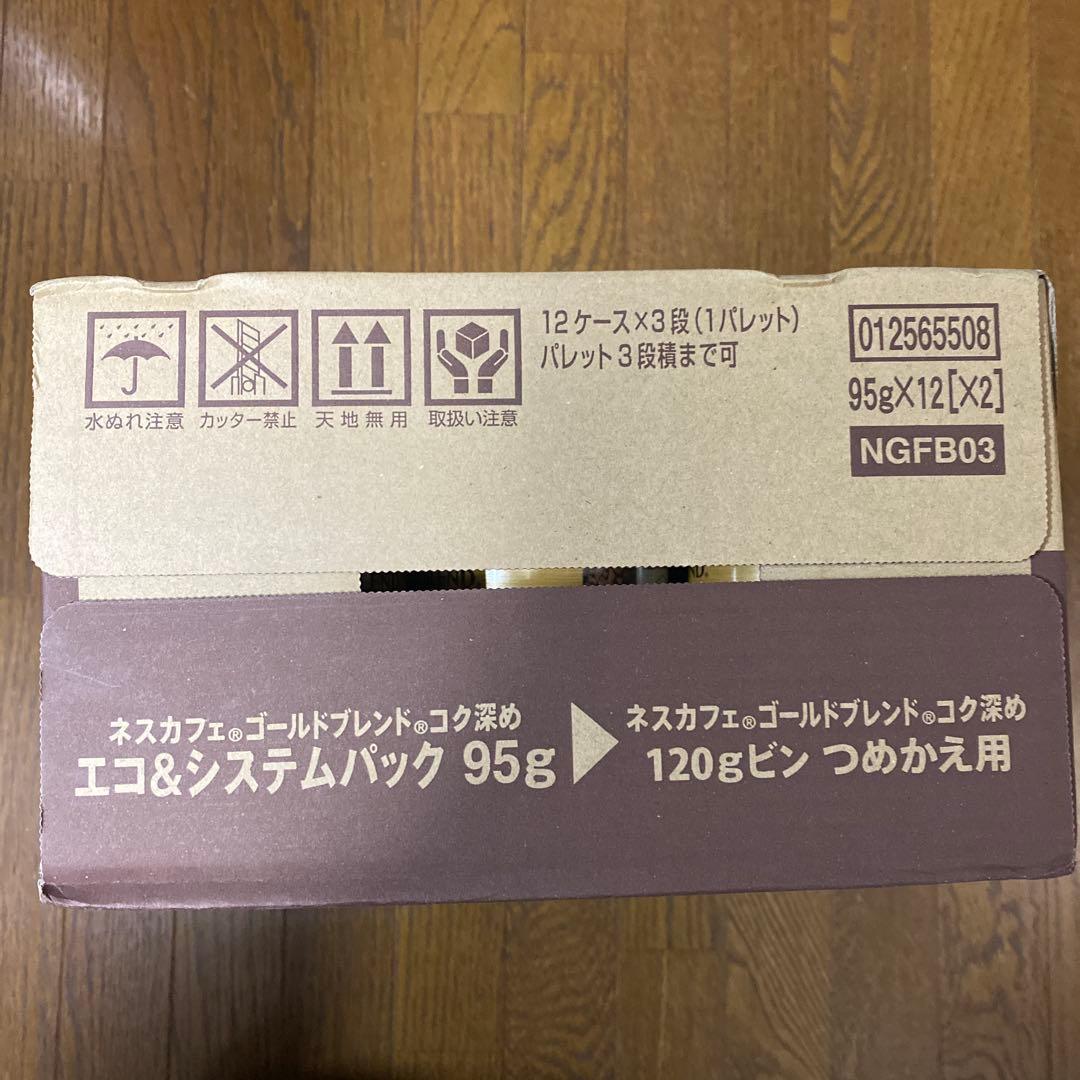 水ぬれ注意
カッター禁止
天地無用
取扱い注意
12ケース×3段(1パレット)
パレット3段積まで可
012565508
95g×12[×2]
NGFB03
ネスカフェ®ゴールドブレンド®コク深め
エコ&システムパック 95g
ネスカフェ®ゴールドブレンド®コク深め
120gビン つめかえ用